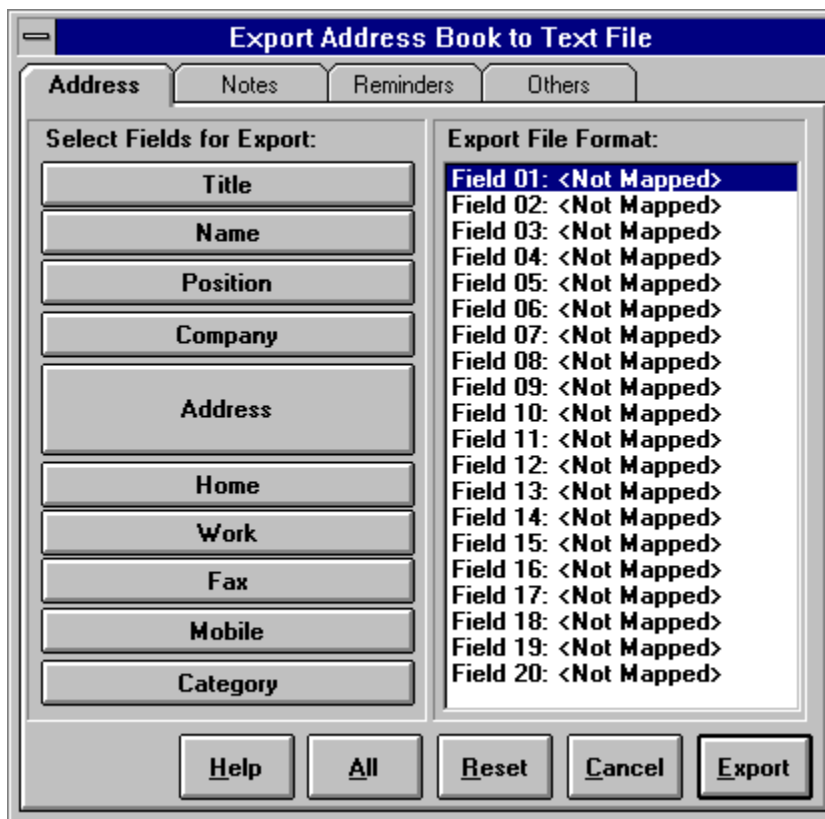 Export Address Book to Text File
Address Notes Reminders Others
Select Fields for Export:
Title
Name
Position
Company
Address
Home
Work
Fax
Mobile
Category
Export File Format:
Field 01: <Not Mapped>
Field 02: <Not Mapped>
Field 03: <Not Mapped>
Field 04: <Not Mapped>
Field 05: <Not Mapped>
Field 06: <Not Mapped>
Field 07: <Not Mapped>
Field 08: <Not Mapped>
Field 09: <Not Mapped>
Field 10: <Not Mapped>
Field 11: <Not Mapped>
Field 12: <Not Mapped>
Field 13: <Not Mapped>
Field 14: <Not Mapped>
Field 15: <Not Mapped>
Field 16: <Not Mapped>
Field 17: <Not Mapped>
Field 18: <Not Mapped>
Field 19: <Not Mapped>
Field 20: <Not Mapped>
Help All Reset Cancel Export